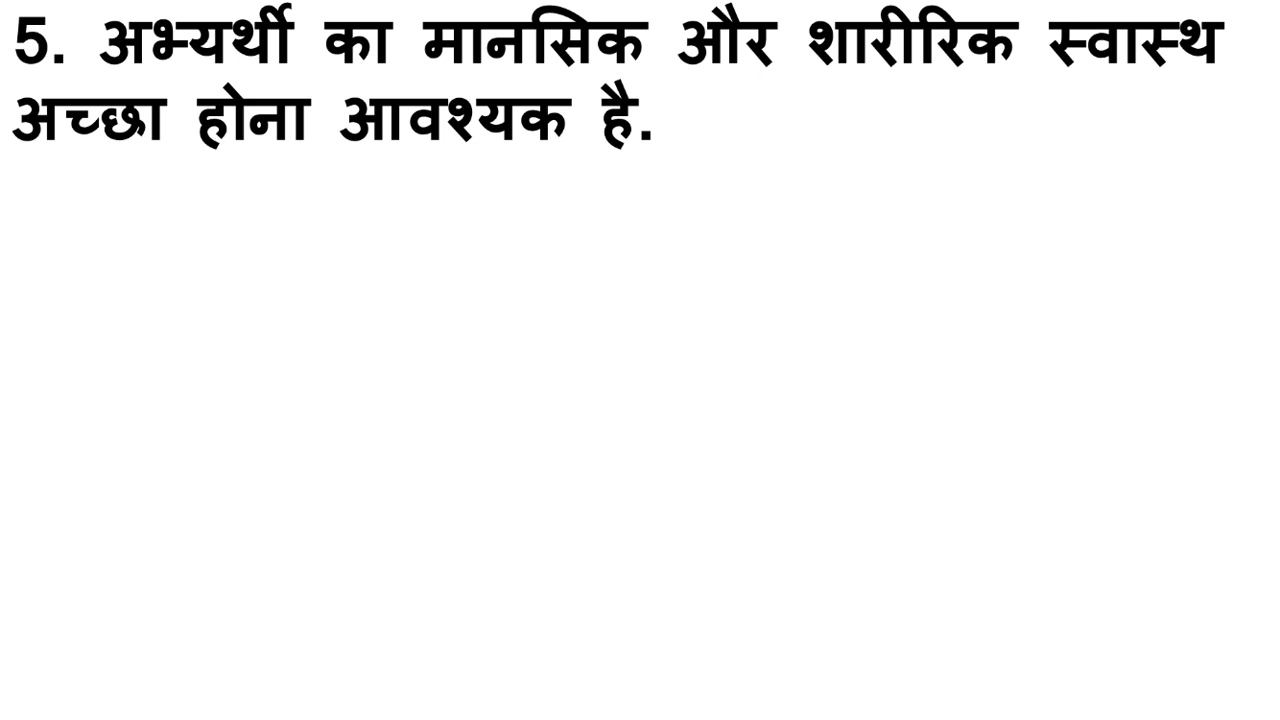 5. अभ्यर्थी का मानसिक और शारीरिक स्वास्थ
अच्छा होना आवश्यक है.